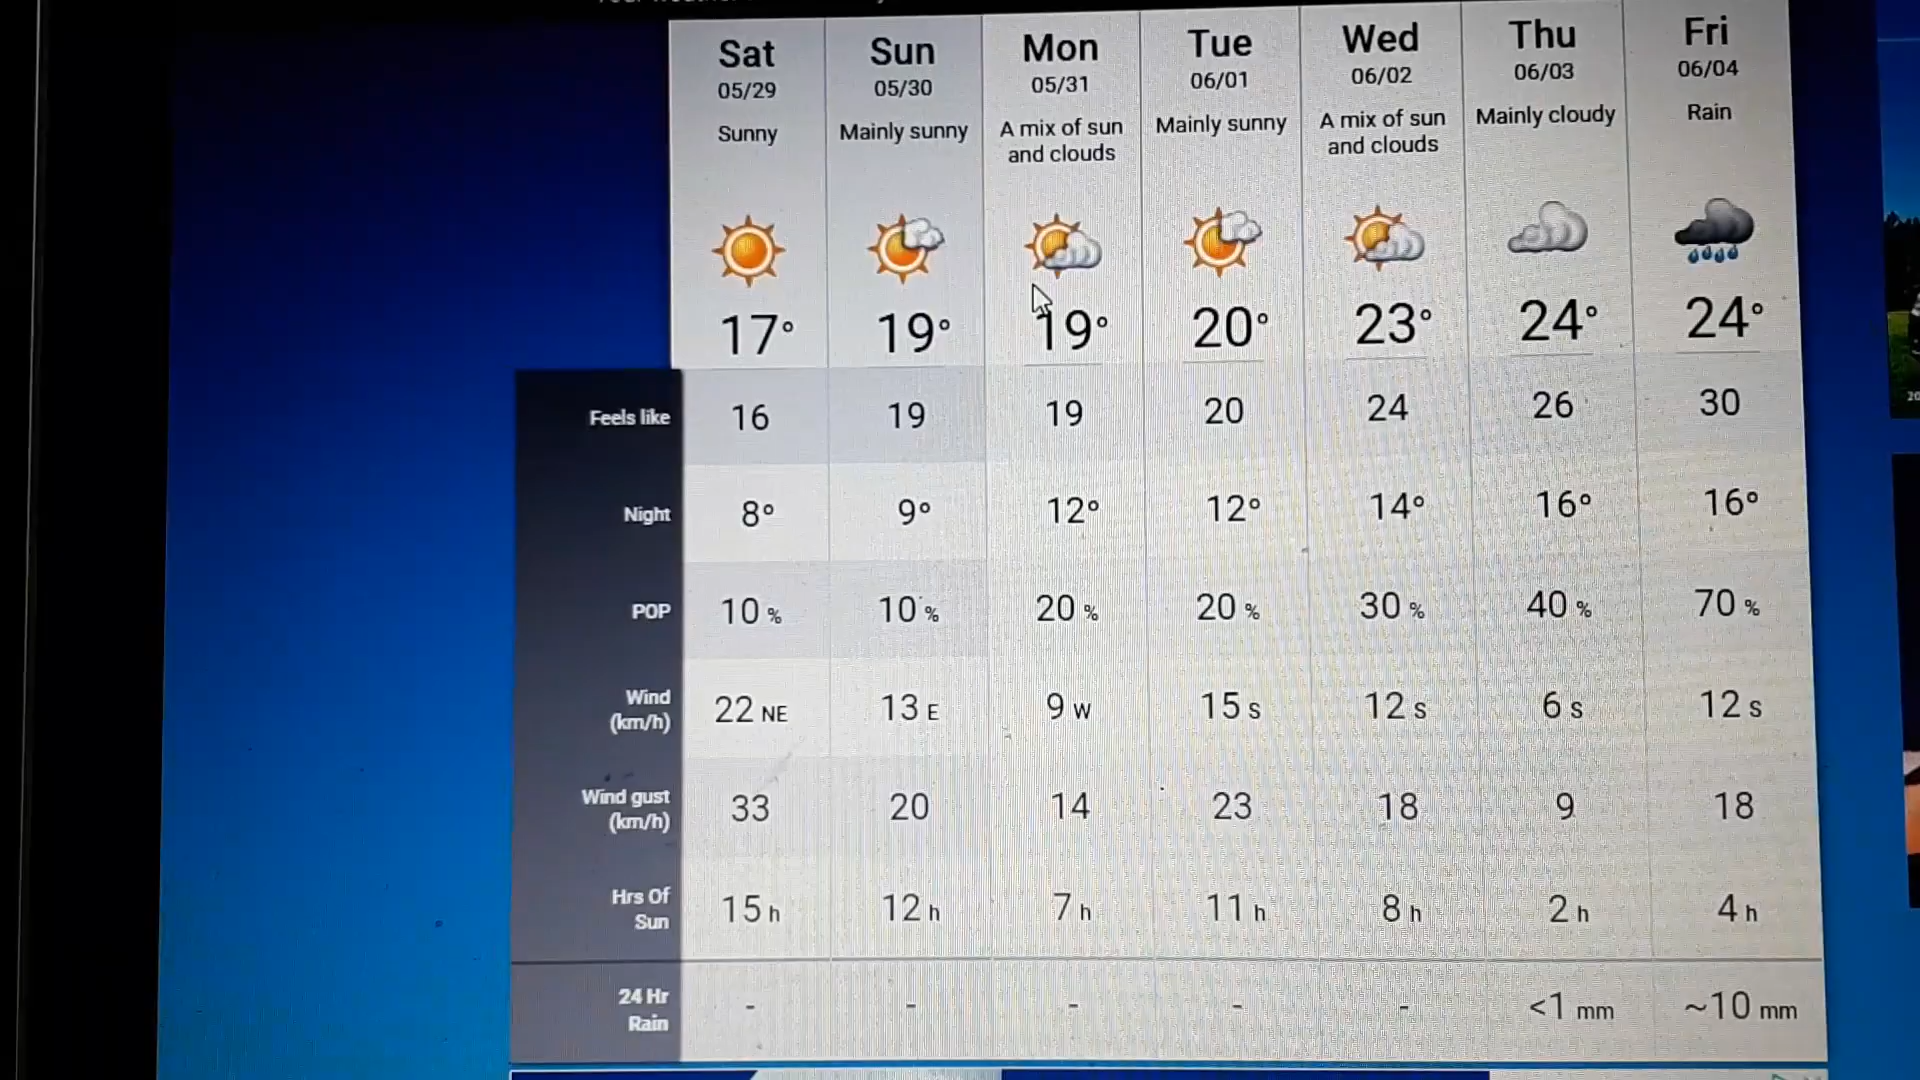 Sat Sun Mon Tue Wed Thu Fri
05/29 05/30 05/31 06/01 06/02 06/03 06/04
Sunny Mainly sunny A mix of sun and clouds Mainly sunny A mix of sun and clouds Mainly cloudy Rain
17° 19° 19° 20° 23° 24° 24°
Feels like 16 19 19 20 24 26 30
Night 8° 9° 12° 12° 14° 16° 16°
POP 10 % 10 % 20 % 20 % 30 % 40 % 70 %
Wind (km/h) 22 NE 13 E 9 W 15 S 12 S 6 S 12 S
Wind gust (km/h) 33 20 14 23 18 9 18
Hrs Of Sun 15 h 12 h 7 h 11 h 8 h 2 h 4 h
24 Hr Rain - - - - - <1 mm ~10 mm